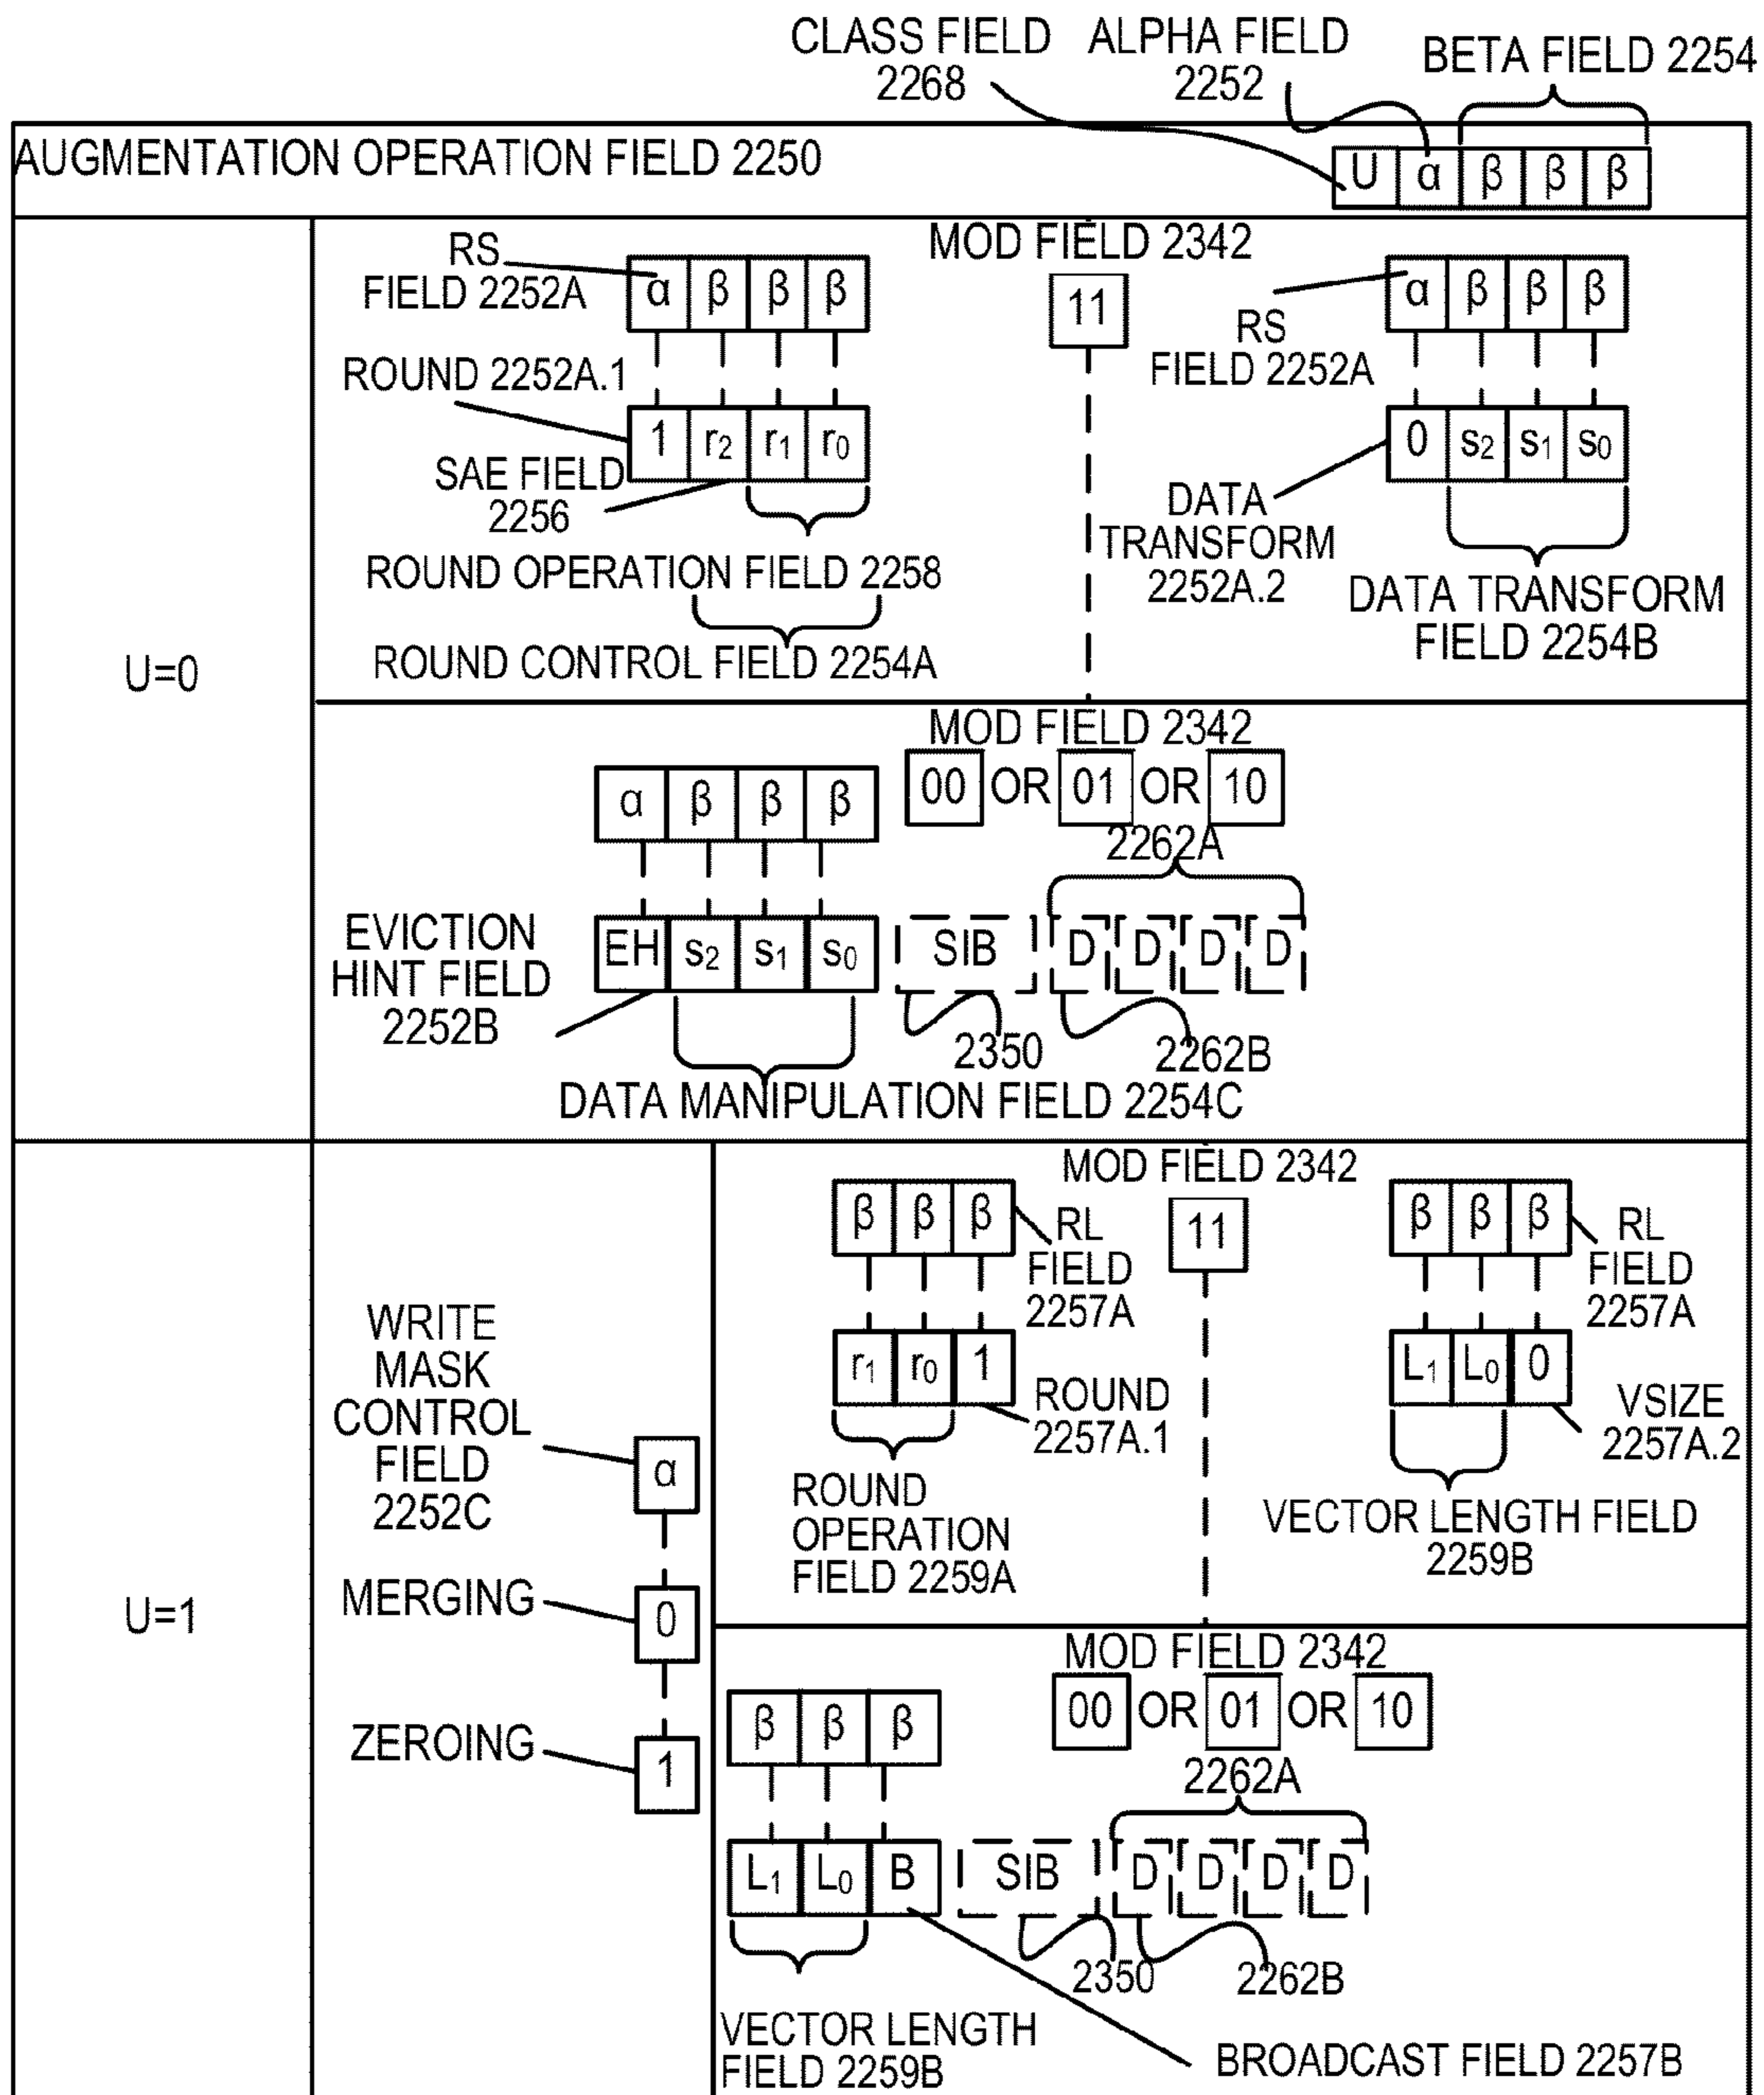 CLASS FIELD
2268
ALPHA FIELD
2252
BETA FIELD 2254
AUGMENTATION OPERATION FIELD 2250
U α β β β
U=0
MOD FIELD 2342
11
RS
FIELD 2252A
α β β β
ROUND 2252A.1
1 r₂ r₁ r₀
SAE FIELD
2256
ROUND OPERATION FIELD 2258
ROUND CONTROL FIELD 2254A
α β β β
RS
FIELD 2252A
0 s₂ s₁ s₀
DATA
TRANSFORM
2252A.2
DATA TRANSFORM
FIELD 2254B
MOD FIELD 2342
00 OR 01 OR 10
α β β β
2262A
EVICTION
HINT FIELD
2252B
EH s₂ s₁ s₀ SIB D D D D
2350
2262B
DATA MANIPULATION FIELD 2254C
U=1
WRITE
MASK
CONTROL
FIELD
2252C
α
MERGING
0
ZEROING
1
MOD FIELD 2342
11
β β β
RL
FIELD
2257A
r₁ r₀ 1
ROUND
2257A.1
ROUND
OPERATION
FIELD 2259A
β β β
RL
FIELD
2257A
L₁ L₀ 0
VSIZE
2257A.2
VECTOR LENGTH FIELD
2259B
MOD FIELD 2342
00 OR 01 OR 10
β β β
2262A
L₁ L₀ B SIB D D D D
2350
2262B
VECTOR LENGTH
FIELD 2259B
BROADCAST FIELD 2257B